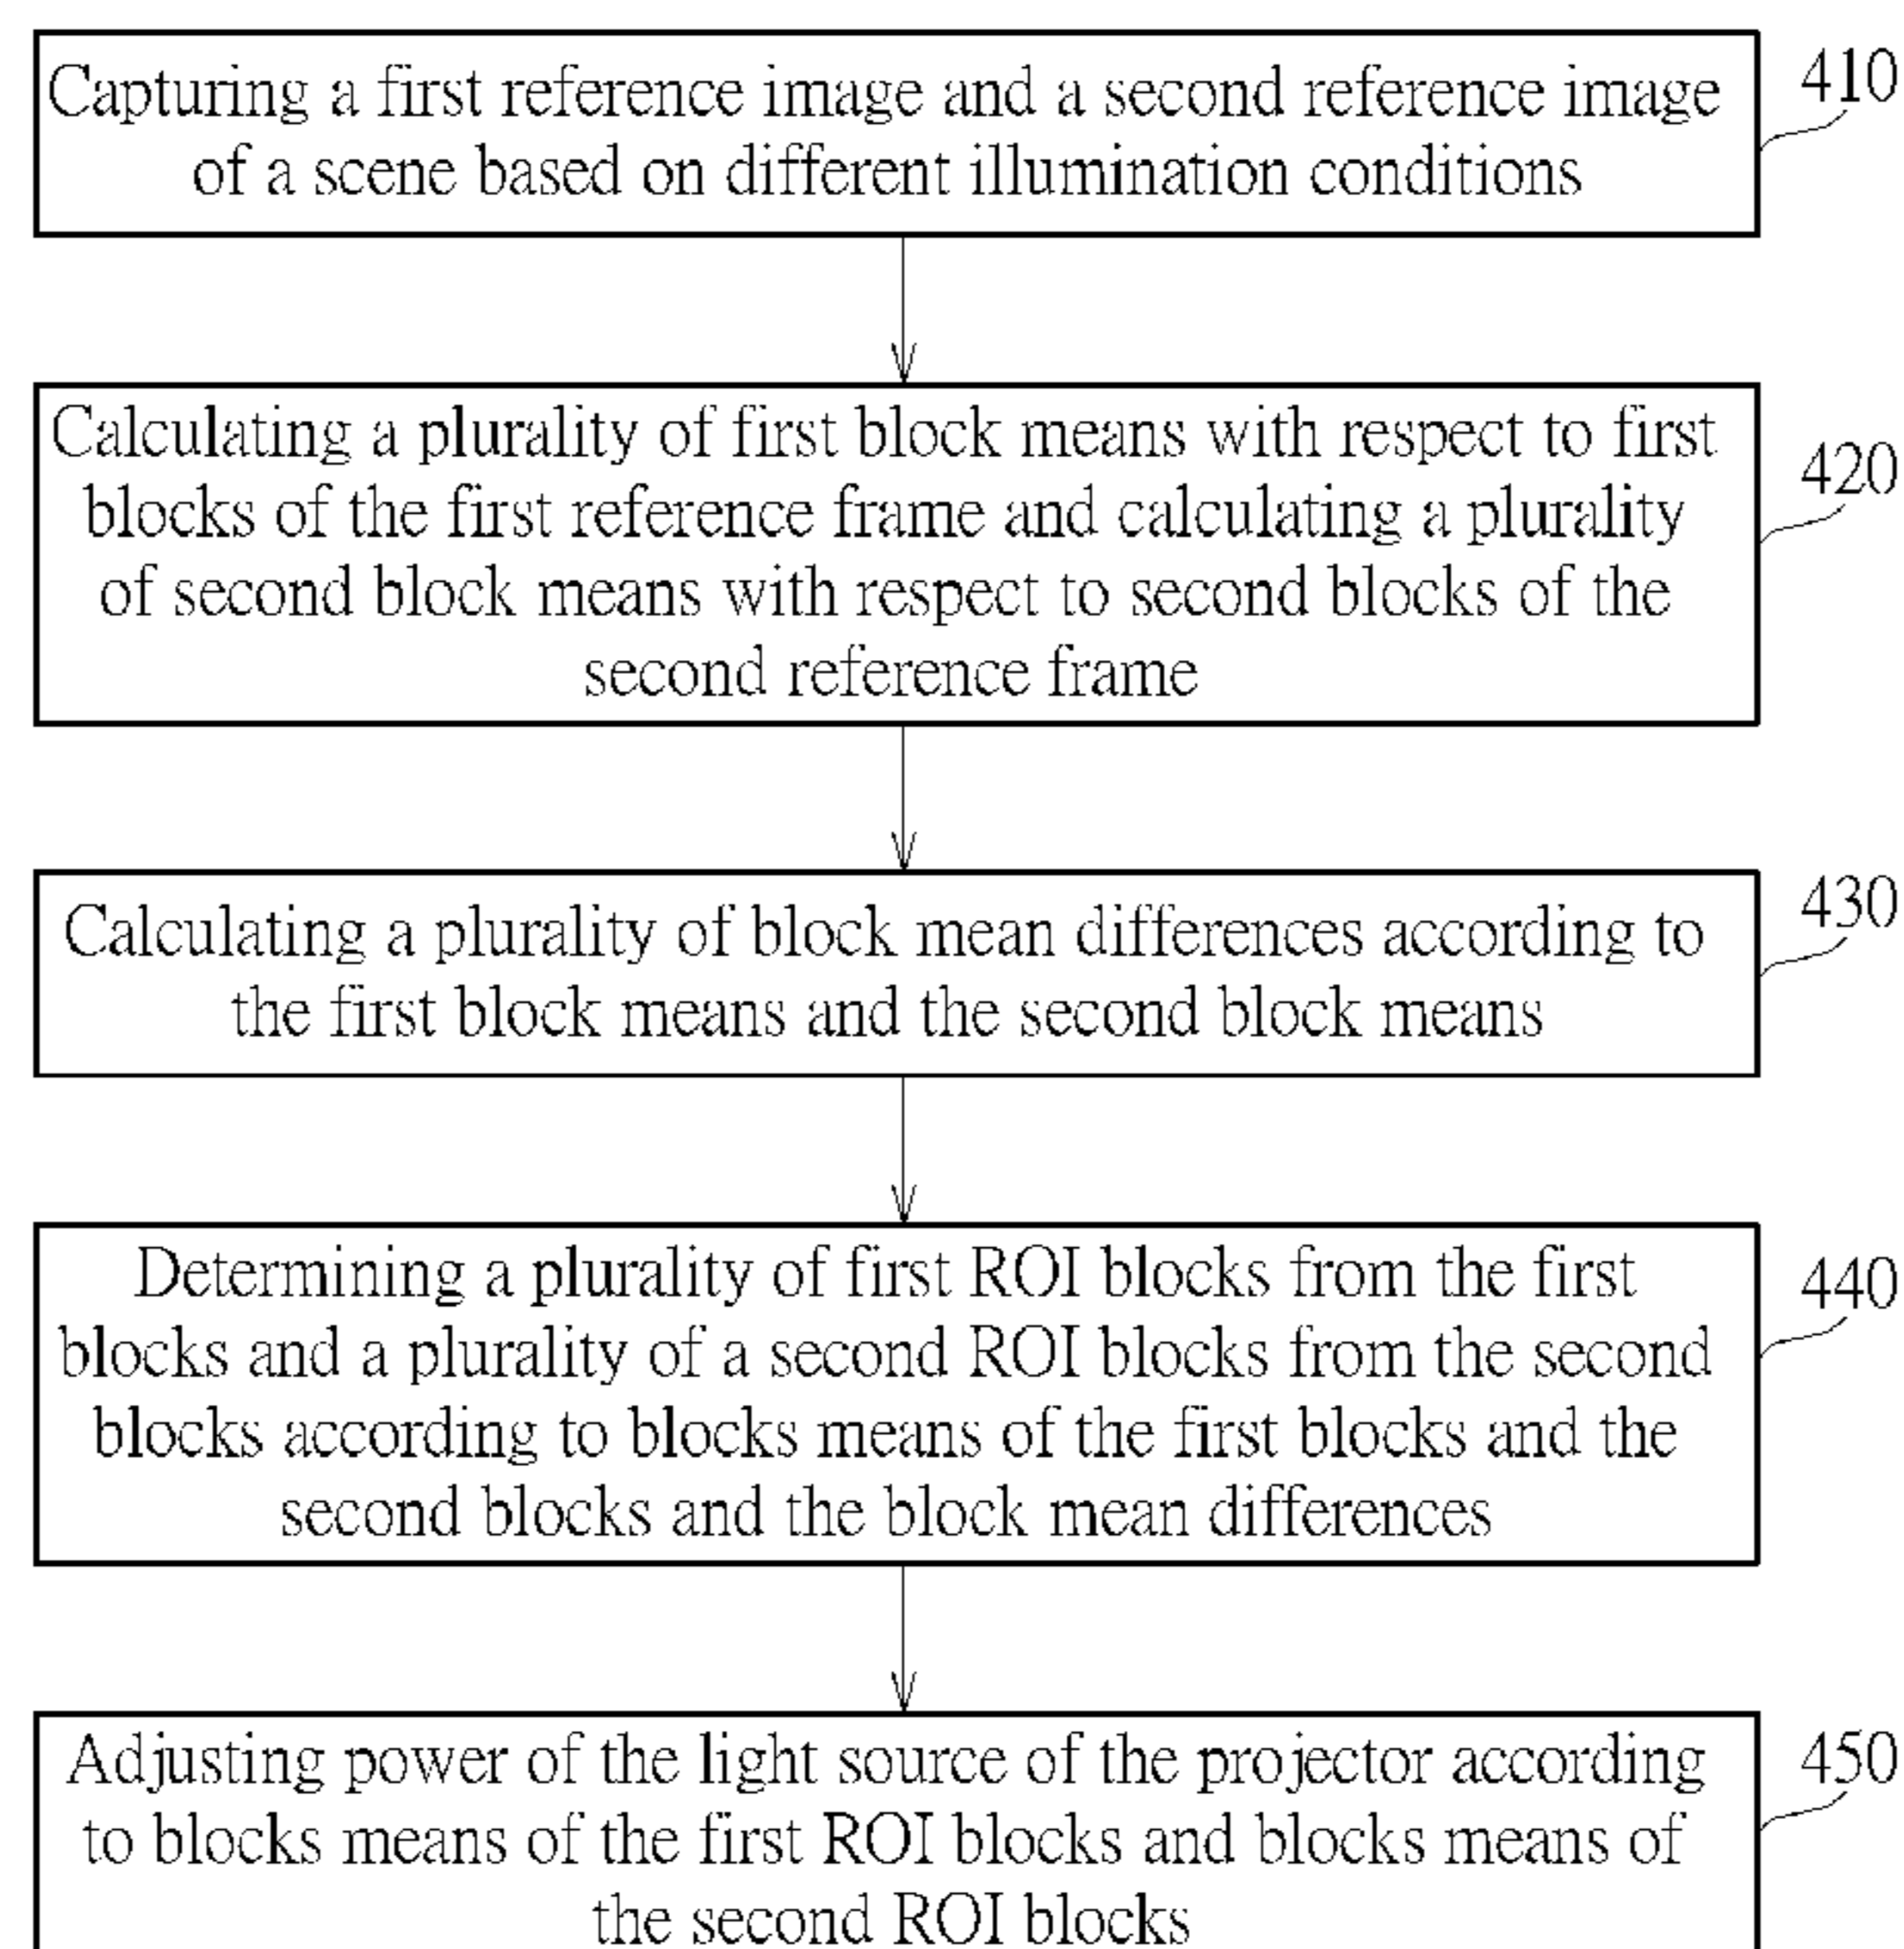 Capturing a first reference image and a second reference image
of a scene based on different illumination conditions
410
Calculating a plurality of first block means with respect to first
blocks of the first reference frame and calculating a plurality
of second block means with respect to second blocks of the
second reference frame
420
Calculating a plurality of block mean differences according to
the first block means and the second block means
430
Determining a plurality of first ROI blocks from the first
blocks and a plurality of a second ROI blocks from the second
blocks according to blocks means of the first blocks and the
second blocks and the block mean differences
440
Adjusting power of the light source of the projector according
to blocks means of the first ROI blocks and blocks means of
the second ROI blocks
450